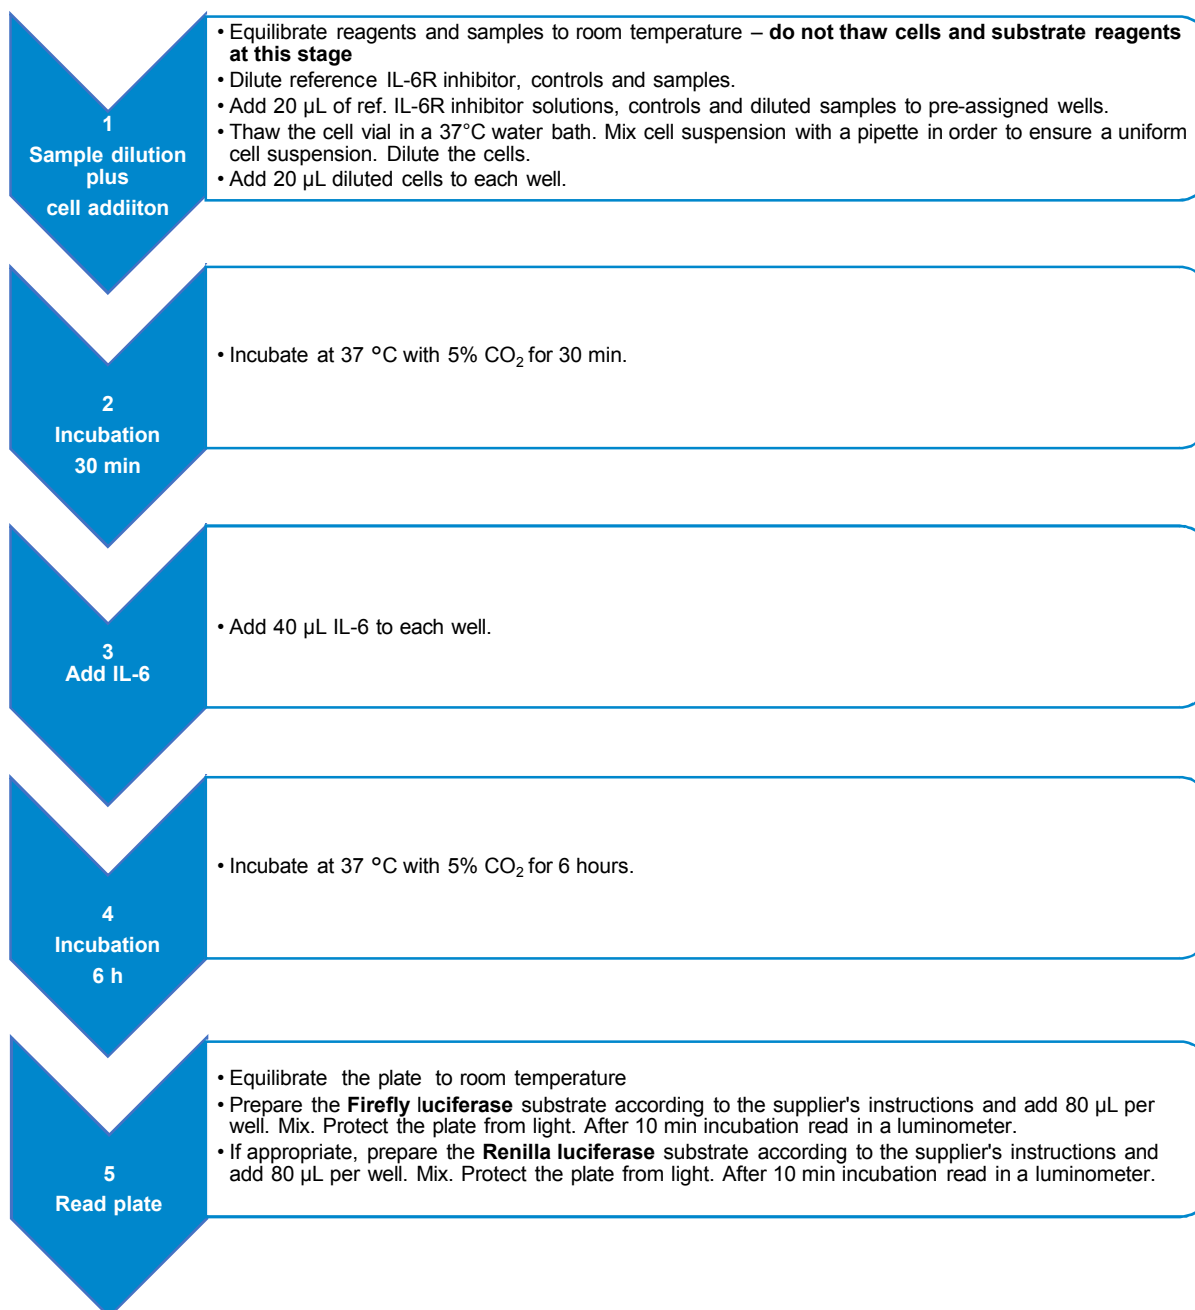 1
Sample dilution
plus
cell addiiton
• Equilibrate reagents and samples to room temperature – do not thaw cells and substrate reagents
at this stage
• Dilute reference IL-6R inhibitor, controls and samples.
• Add 20 µL of ref. IL-6R inhibitor solutions, controls and diluted samples to pre-assigned wells.
• Thaw the cell vial in a 37°C water bath. Mix cell suspension with a pipette in order to ensure a uniform
cell suspension. Dilute the cells.
• Add 20 µL diluted cells to each well.
2
Incubation
30 min
• Incubate at 37 °C with 5% CO₂ for 30 min.
3
Add IL-6
• Add 40 µL IL-6 to each well.
4
Incubation
6 h
• Incubate at 37 °C with 5% CO₂ for 6 hours.
5
Read plate
• Equilibrate the plate to room temperature
• Prepare the Firefly luciferase substrate according to the supplier's instructions and add 80 µL per
well. Mix. Protect the plate from light. After 10 min incubation read in a luminometer.
• If appropriate, prepare the Renilla luciferase substrate according to the supplier's instructions and
add 80 µL per well. Mix. Protect the plate from light. After 10 min incubation read in a luminometer.